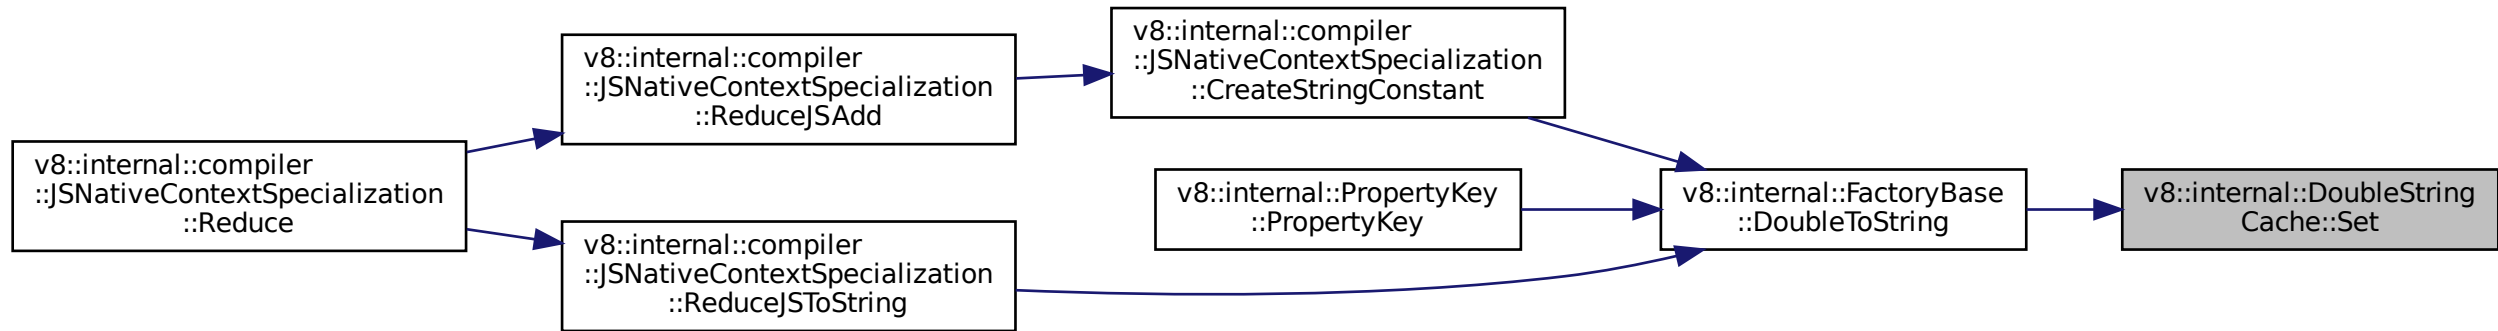 v8::internal::compiler
::JSNativeContextSpecialization
::Reduce
v8::internal::compiler
::JSNativeContextSpecialization
::ReduceJSAdd
v8::internal::compiler
::JSNativeContextSpecialization
::ReduceJSToString
v8::internal::compiler
::JSNativeContextSpecialization
::CreateStringConstant
v8::internal::PropertyKey
::PropertyKey
v8::internal::FactoryBase
::DoubleToString
v8::internal::DoubleString
Cache::Set